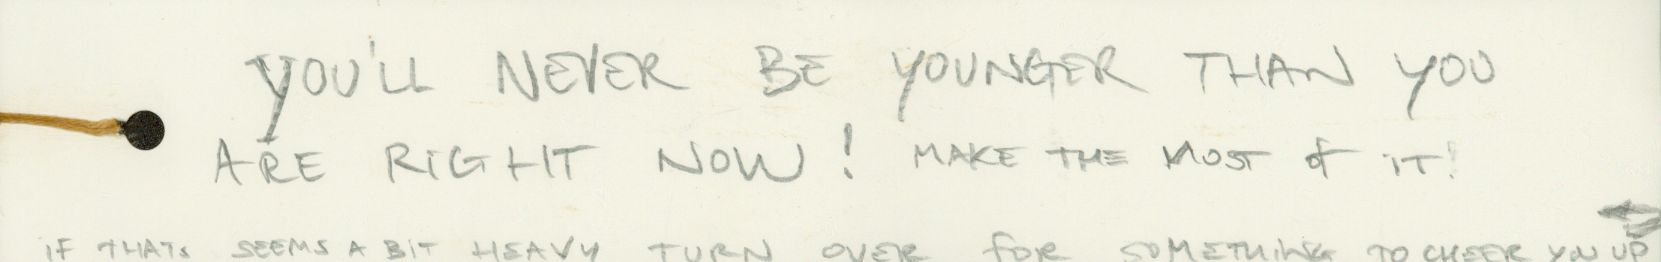 YOU'LL NEVER BE YOUNGER THAN YOU
ARE RIGHT NOW! MAKE THE MOST of IT!
IF THATs SEEMS A BIT HEAVY TURN OVER FOR SOMETHING TO CHEER YOU UP